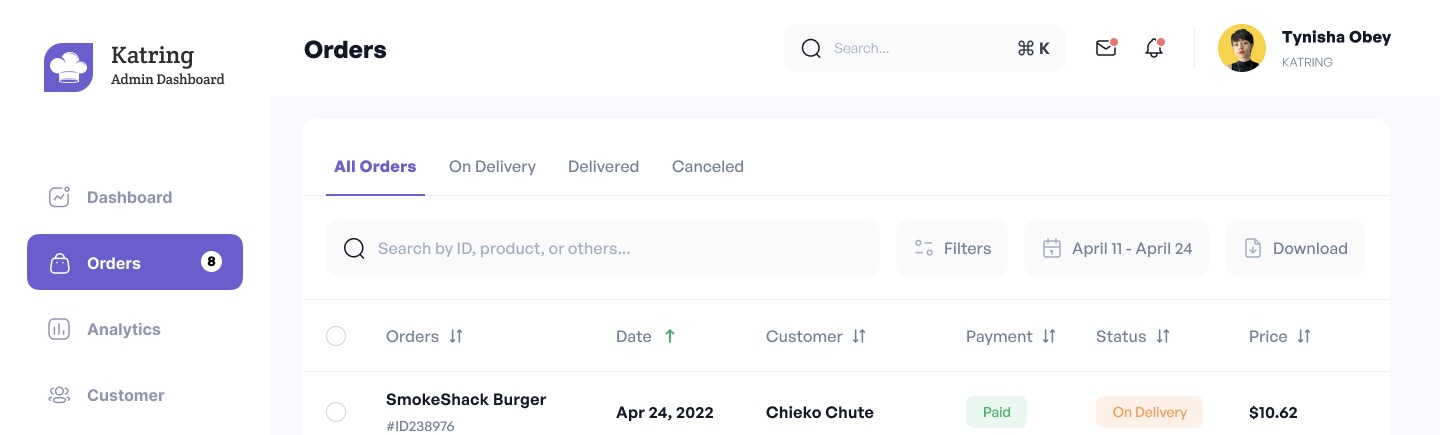 Katring
Admin Dashboard
Orders
Search...
⌘ K
Tynisha Obey
KATRING
Dashboard
Orders
8
Analytics
Customer
All Orders
On Delivery
Delivered
Canceled
Search by ID, product, or others...
Filters
April 11 - April 24
Download
Orders
Date
Customer
Payment
Status
Price
SmokeShack Burger
#ID238976
Apr 24, 2022
Chieko Chute
Paid
On Delivery
$10.62